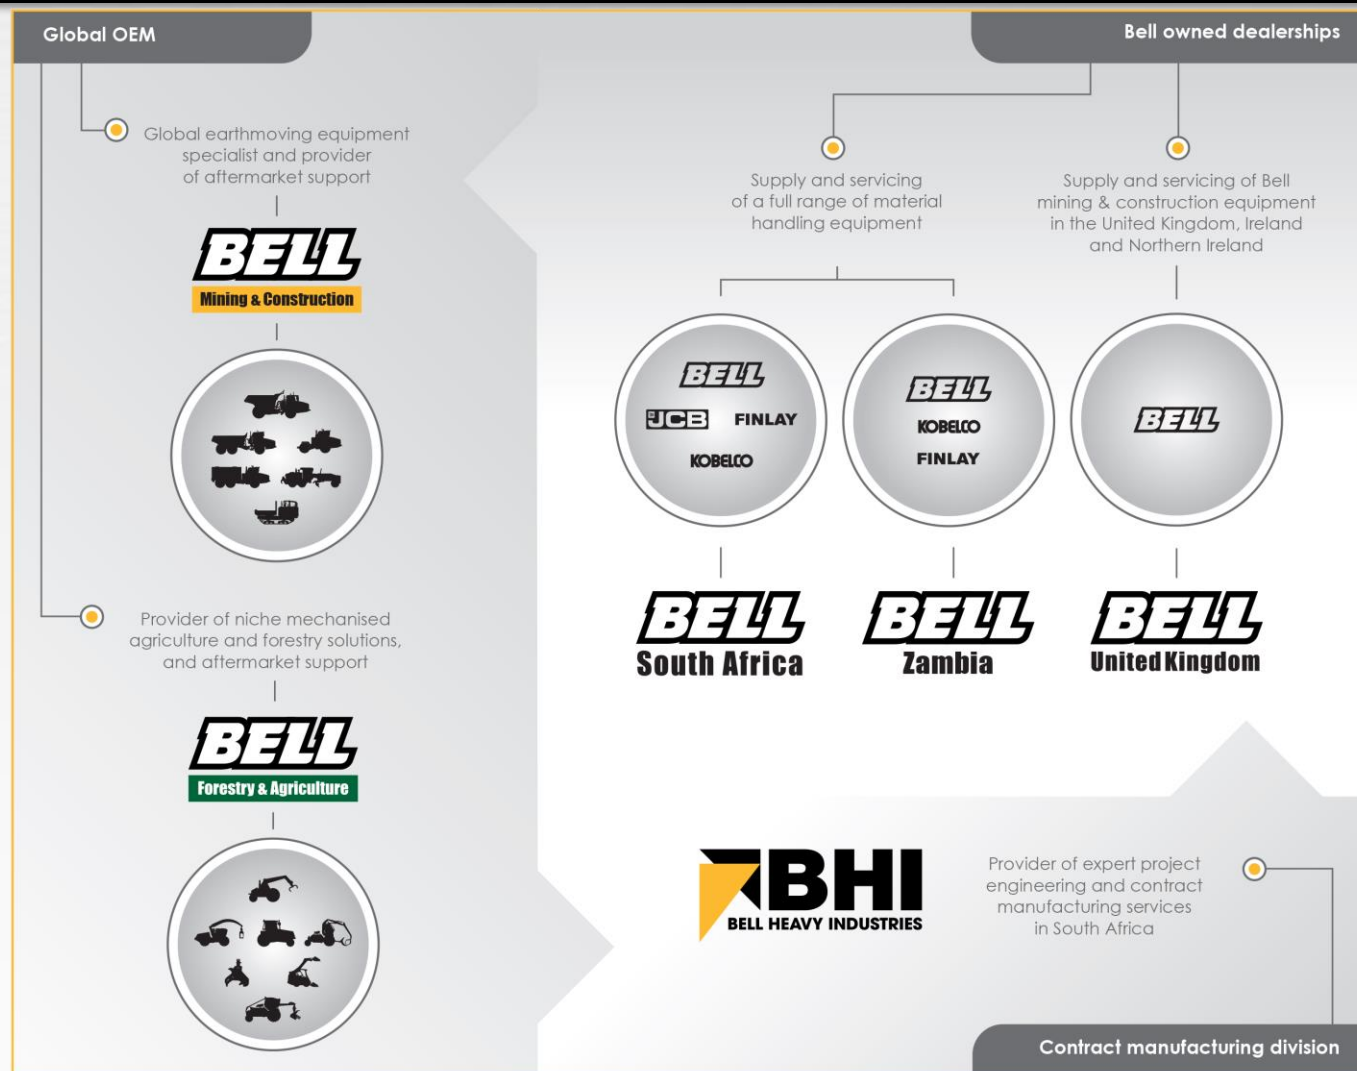 Global OEM
Global earthmoving equipment
specialist and provider
of aftermarket support
BELL
Mining & Construction
Provider of niche mechanised
agriculture and forestry solutions,
and aftermarket support
BELL
Forestry & Agriculture
Bell owned dealerships
Supply and servicing
of a full range of material
handling equipment
BELL
JCB FINLAY
KOBELCO
BELL
South Africa
BELL
KOBELCO
FINLAY
BELL
Zambia
Supply and servicing of Bell
mining & construction equipment
in the United Kingdom, Ireland
and Northern Ireland
BELL
BELL
United Kingdom
BHI
BELL HEAVY INDUSTRIES
Provider of expert project
engineering and contract
manufacturing services
in South Africa
Contract manufacturing division